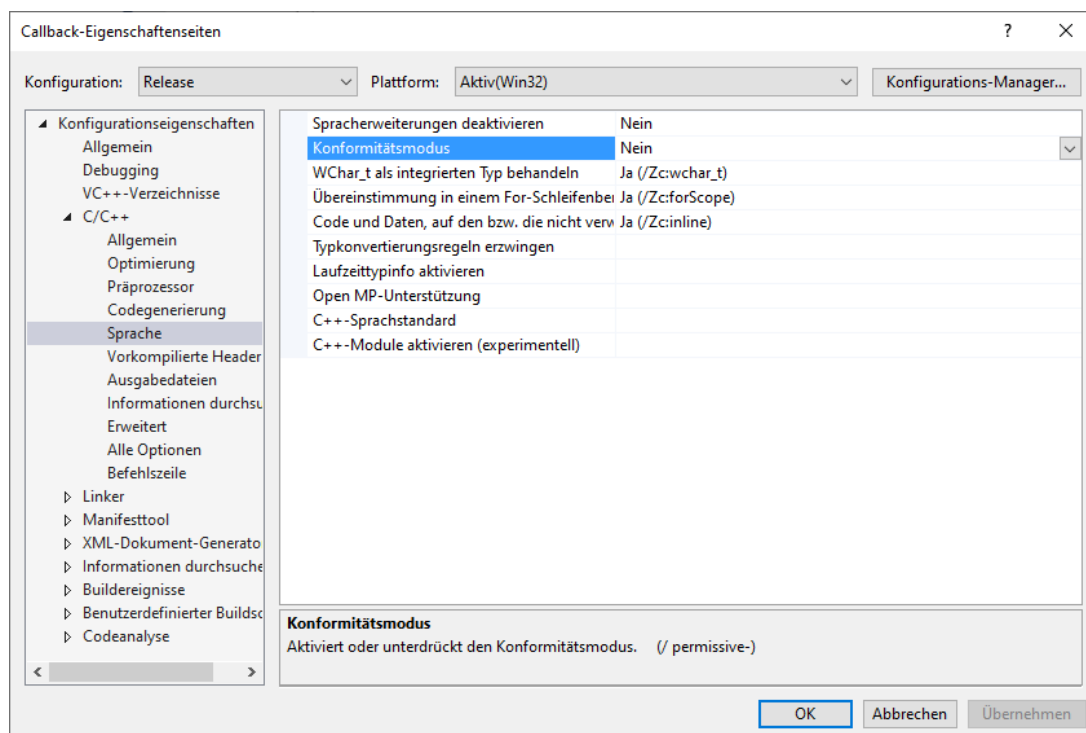 Callback-Eigenschaftenseiten
Konfiguration: Release Plattform: Aktiv(Win32) Konfigurations-Manager...
Konfigurationseigenschaften
Allgemein
Debugging
VC++-Verzeichnisse
C/C++
Allgemein
Optimierung
Präprozessor
Codegenerierung
Sprache
Vorkompilierte Header
Ausgabedateien
Informationen durchsu
Erweitert
Alle Optionen
Befehlszeile
Linker
Manifesttool
XML-Dokument-Generato
Informationen durchsuche
Buildereignisse
Benutzerdefinierter Buildsc
Codeanalyse
Spracherweiterungen deaktivieren Nein
Konformitätsmodus Nein
WChar_t als integrierten Typ behandeln Ja (/Zc:wchar_t)
Übereinstimmung in einem For-Schleifenber Ja (/Zc:forScope)
Code und Daten, auf den bzw. die nicht verw Ja (/Zc:inline)
Typkonvertierungsregeln erzwingen
Laufzeittypinfo aktivieren
Open MP-Unterstützung
C++-Sprachstandard
C++-Module aktivieren (experimentell)
Konformitätsmodus
Aktiviert oder unterdrückt den Konformitätsmodus. (/ permissive-)
OK Abbrechen Übernehmen